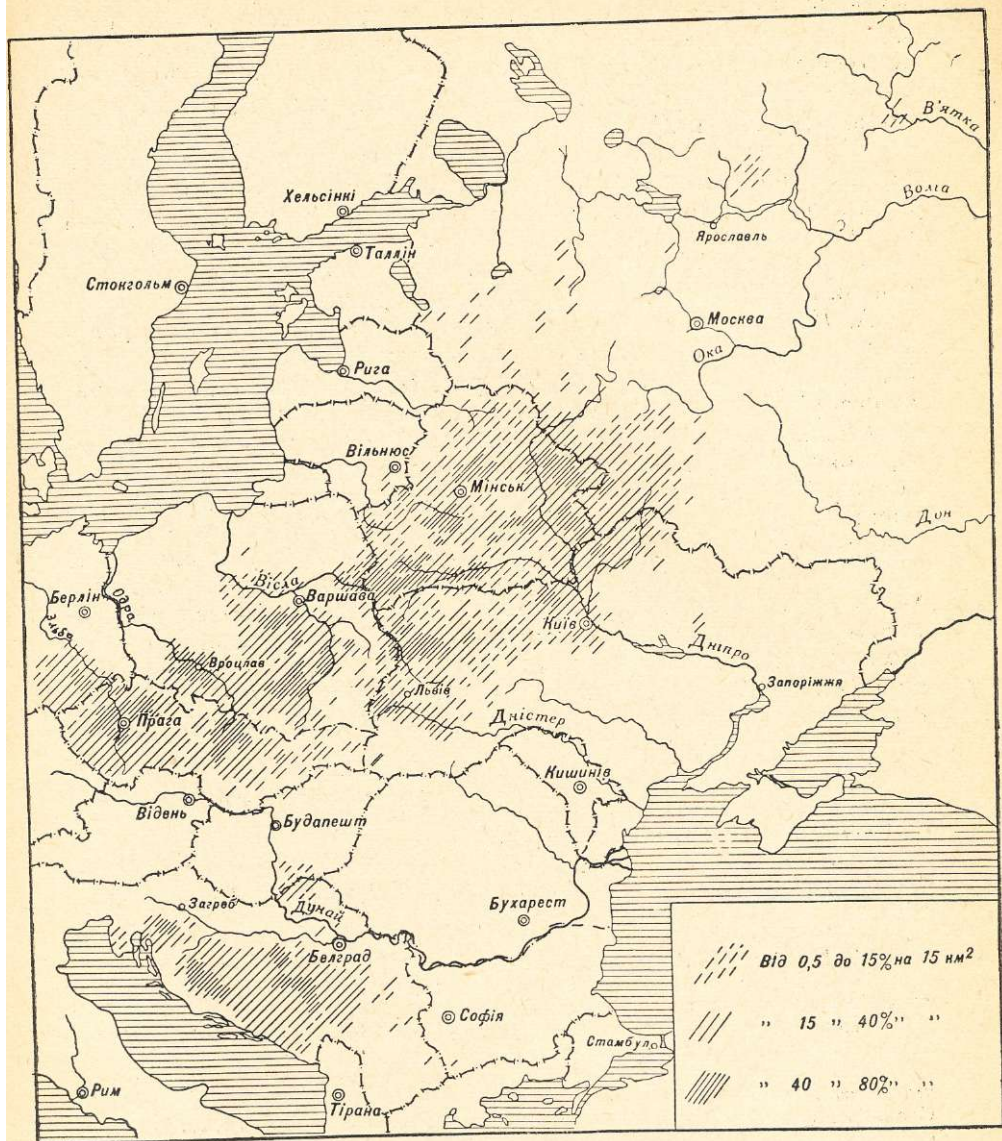 В'ятка
Волга
Хельсінкі
Ярославль
Таллін
Стокгольм
Москва
Ока
Рига
Вільнюс
Мінськ
Дон
Вісла
Варшава
Берлін
Одра
Эльба
Київ
Дніпро
Вроцлав
Львів
Запоріжжя
Прага
Дністер
Кишинів
Відень
Будапешт
Загреб
Дунай
Бухарест
Белград
Від 0,5 до 15% на 15 км²
" 15 " 40% " "
" 40 " 80% " "
Софія
Стамбул
Рим
Тірана